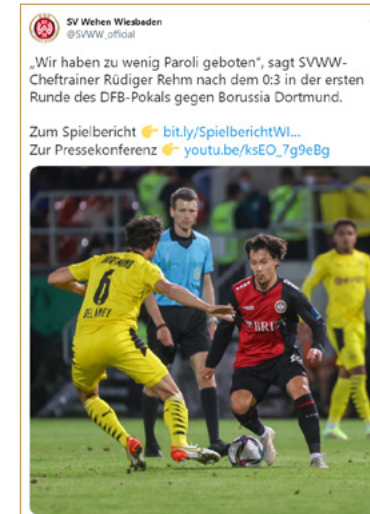 SV Wehen Wiesbaden
@SVWW_official
„Wir haben zu wenig Paroli geboten“, sagt SVWW-
Cheftrainer Rüdiger Rehm nach dem 0:3 in der ersten
Runde des DFB-Pokals gegen Borussia Dortmund.
Zum Spielbericht 👉 bit.ly/SpielberichtWI...
Zur Pressekonferenz 👉 youtu.be/ksEO_7g9eBg
6
DELANEY